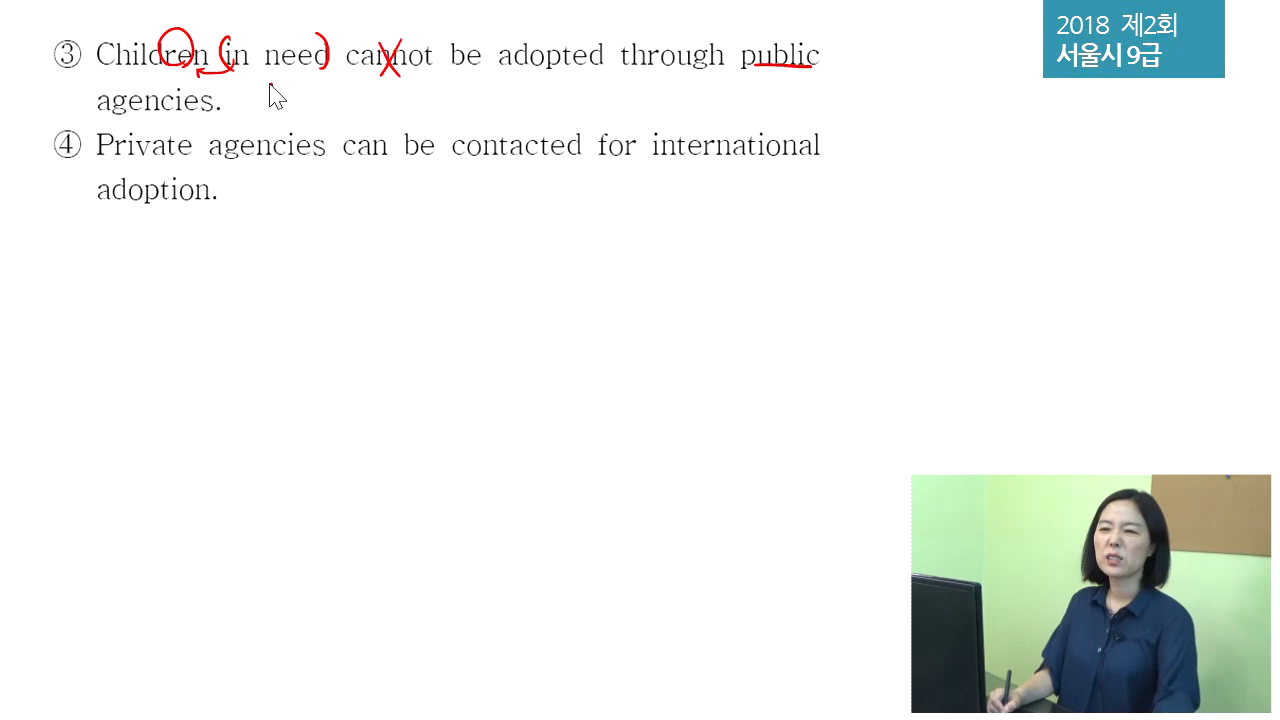 2018 제2회
서울시 9급
③ Children in need cannot be adopted through public
agencies.
④ Private agencies can be contacted for international
adoption.